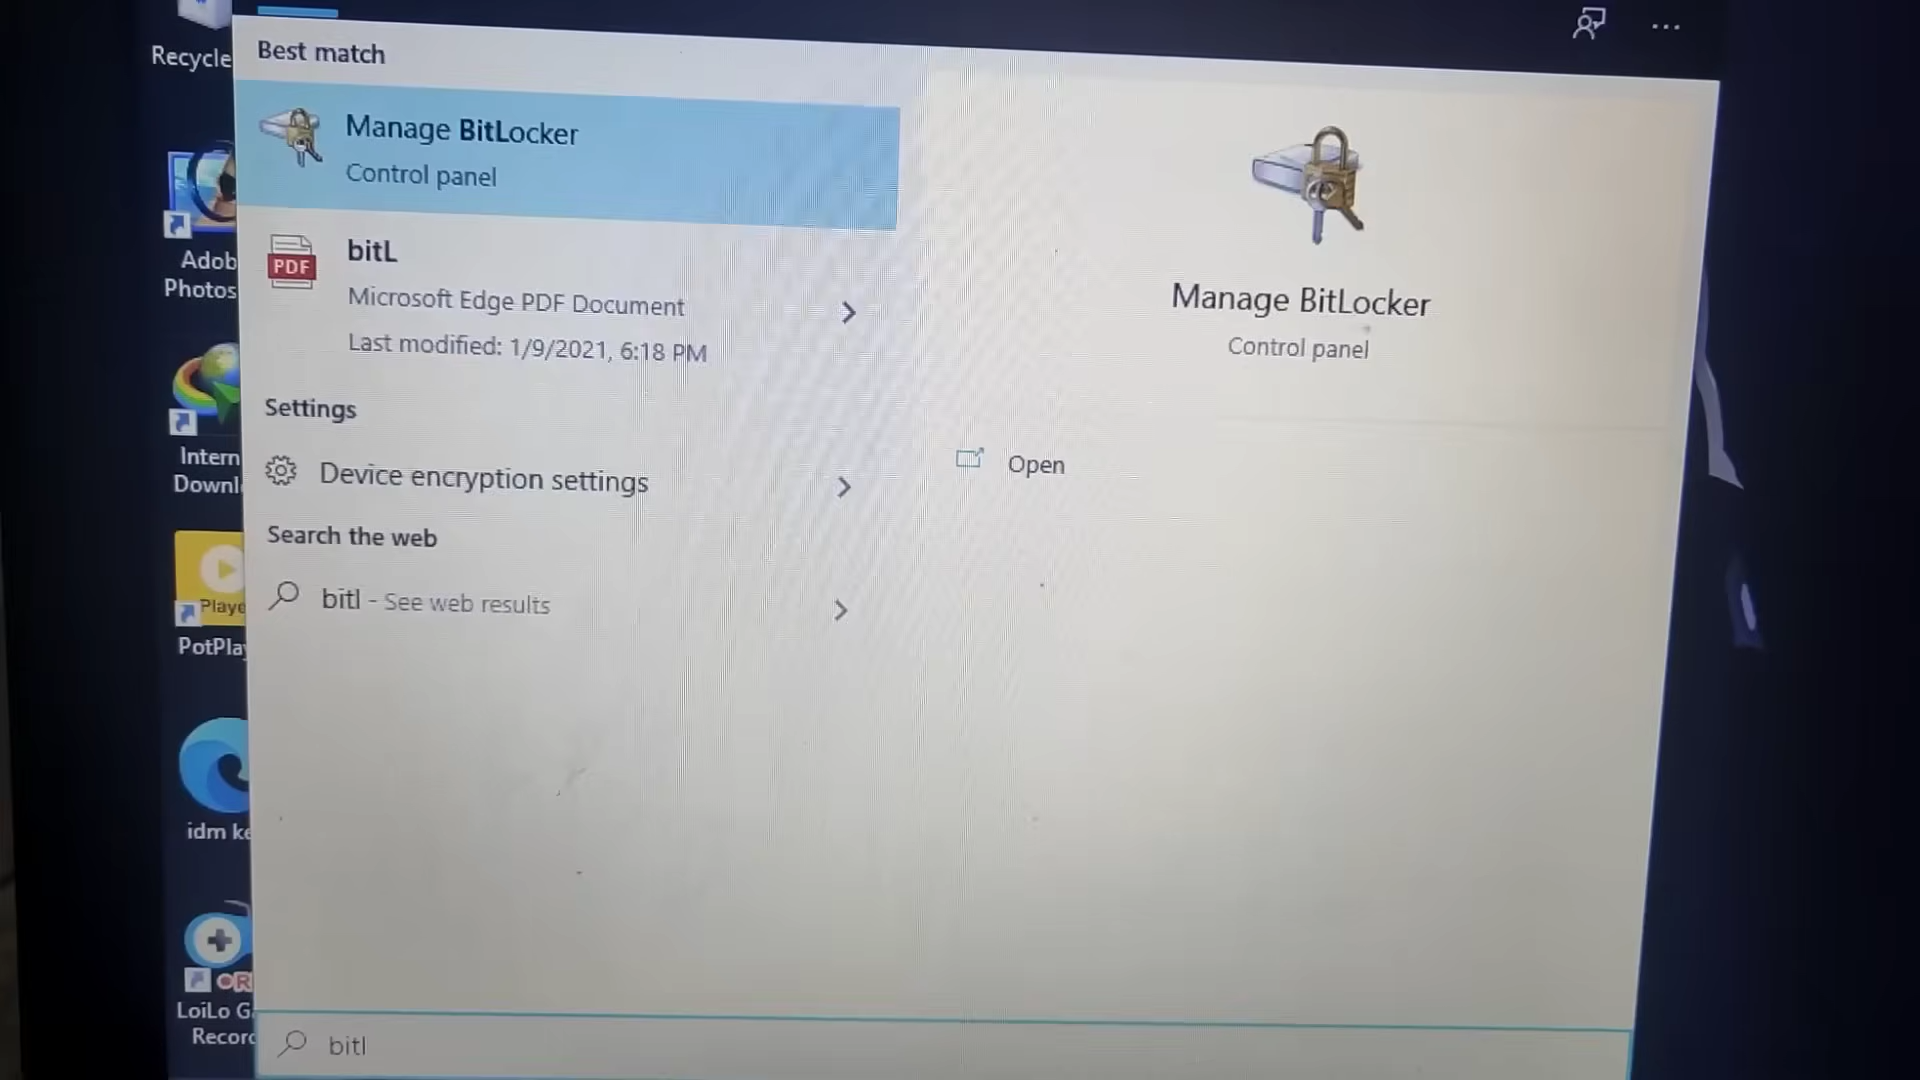 Recycle
Best match
Manage BitLocker
Control panel
bitL
PDF
Microsoft Edge PDF Document
Last modified: 1/9/2021, 6:18 PM
Settings
Device encryption settings
Search the web
bitl - See web results
bitl
Manage BitLocker
Control panel
Open
Adob
Photos
Intern
Downl
Playe
PotPlay
idm ke
LoiLo G
Record